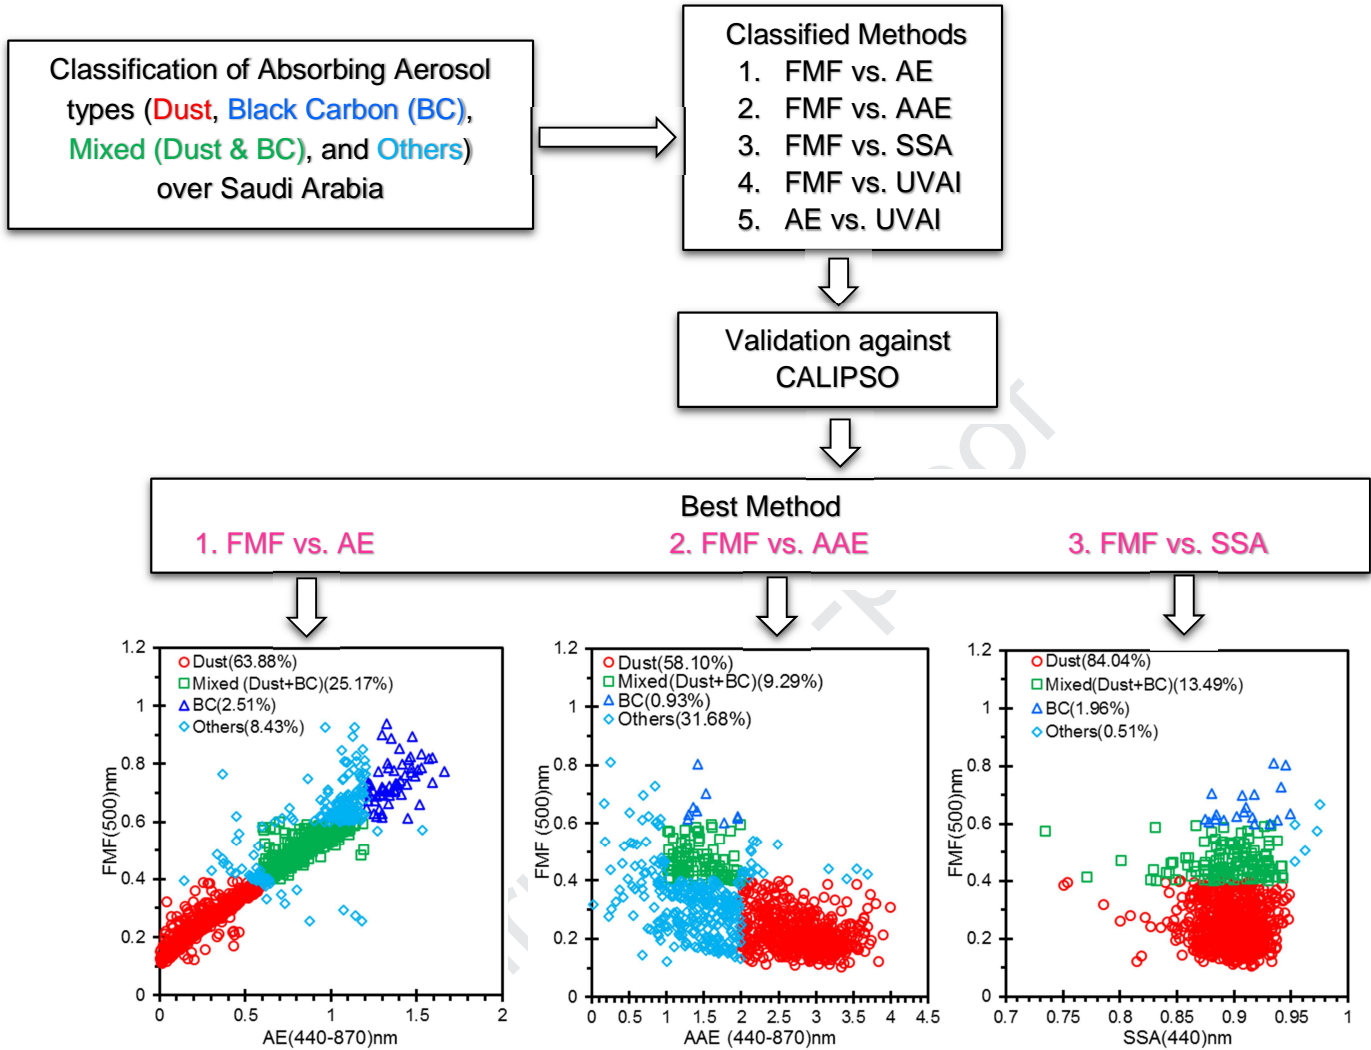 Classification of Absorbing Aerosol
types (Dust, Black Carbon (BC),
Mixed (Dust & BC), and Others)
over Saudi Arabia
Classified Methods
1. FMF vs. AE
2. FMF vs. AAE
3. FMF vs. SSA
4. FMF vs. UVAI
5. AE vs. UVAI
Validation against
CALIPSO
Best Method
1. FMF vs. AE
2. FMF vs. AAE
3. FMF vs. SSA
Dust(63.88%)
Mixed (Dust+BC)(25.17%)
BC(2.51%)
Others(8.43%)
FMF(500)nm
1.2
1
0.8
0.6
0.4
0.2
0
0
1
2
AE(440-870)nm
Dust(58.10%)
Mixed(Dust+BC)(9.29%)
BC(0.93%)
Others(31.68%)
FMF(500)nm
1.2
1
0.8
0.6
0.4
0.2
0
0 0.5 1 1.5 2 2.5 3 3.5 4 4.5
AAE (440-870)nm
Dust(84.04%)
Mixed(Dust+BC)(13.49%)
BC(1.96%)
Others(0.51%)
FMF(500)nm
1.2
1
0.8
0.6
0.4
0.2
0
0.7 0.75 0.8 0.85 0.9 0.95 1
SSA(440)nm